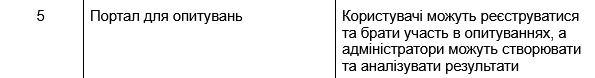 5 Портал для опитувань Користувачі можуть реєструватися
та брати участь в опитуваннях, а
адміністратори можуть створювати
та аналізувати результати